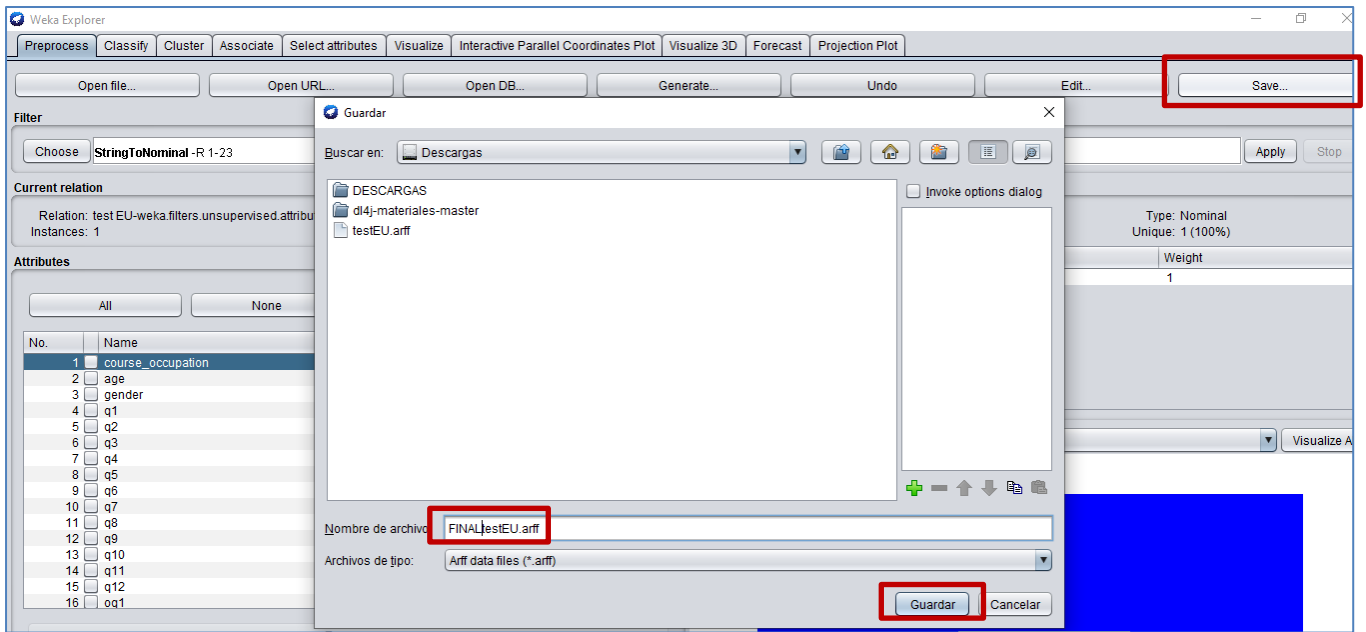 Weka Explorer
Preprocess Classify Cluster Associate Select attributes Visualize Interactive Parallel Coordinates Plot Visualize 3D Forecast Projection Plot
Open file... Open URL... Open DB... Generate... Undo Edit... Save...
Filter
Choose StringToNominal -R 1-23 Apply Stop
Current relation
Relation: test EU-weka.filters.unsupervised.attribu
Instances: 1
Type: Nominal
Unique: 1 (100%)
Attributes
Weight
1
All None
No. Name
1 course_occupation
2 age
3 gender
4 q1
5 q2
6 q3
7 q4
8 q5
9 q6
10 q7
11 q8
12 q9
13 q10
14 q11
15 q12
16 og1
Visualize A
Guardar
Buscar en: Descargas
DESCARGAS
dl4j-materiales-master
testEU.arff
Invoke options dialog
Nombre de archivo FINALtestEU.arff
Archivos de tipo: Arff data files (*.arff)
Guardar Cancelar